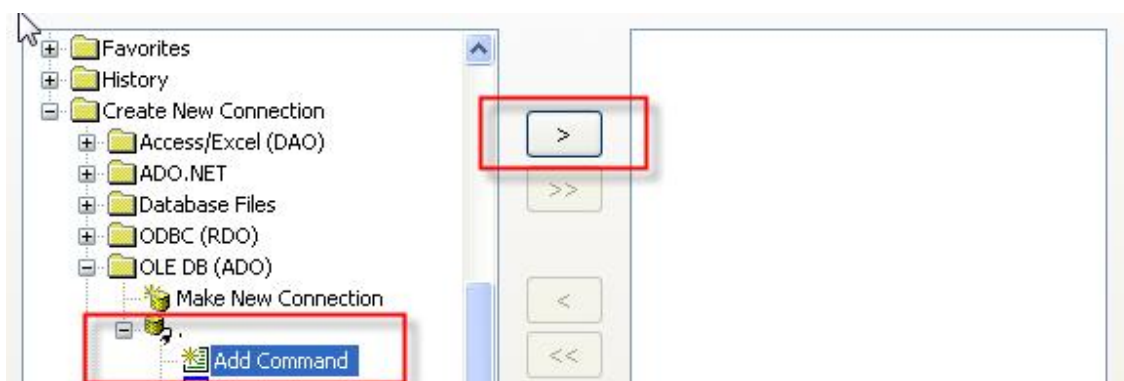 Favorites
History
Create New Connection
Access/Excel (DAO)
ADO.NET
Database Files
ODBC (RDO)
OLE DB (ADO)
Make New Connection
.
Add Command
>
>>
<
<<